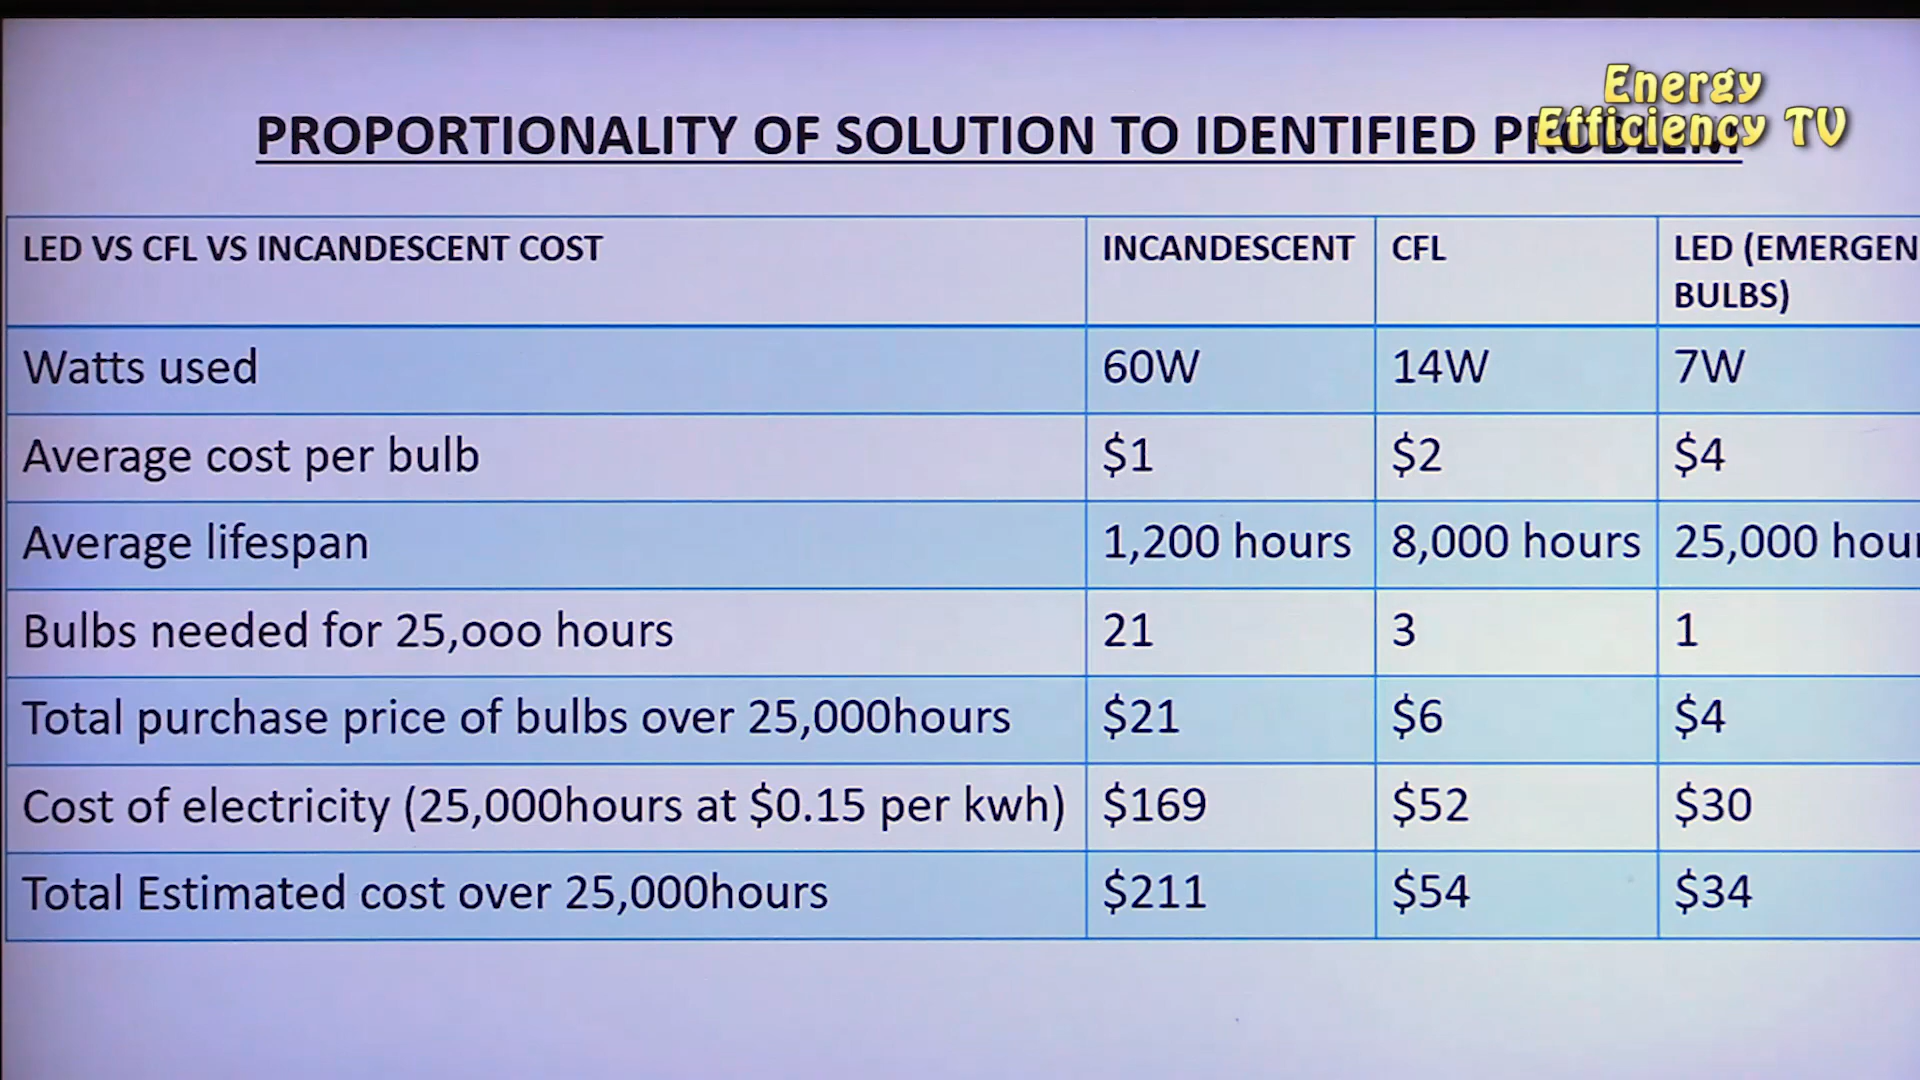 Energy
Efficiency TV
PROPORTIONALITY OF SOLUTION TO IDENTIFIED PROBLEM
LED VS CFL VS INCANDESCENT COST INCANDESCENT CFL LED (EMERGEN
BULBS)
Watts used 60W 14W 7W
Average cost per bulb $1 $2 $4
Average lifespan 1,200 hours 8,000 hours 25,000 hour
Bulbs needed for 25,ooo hours 21 3 1
Total purchase price of bulbs over 25,000hours $21 $6 $4
Cost of electricity (25,000hours at $0.15 per kwh) $169 $52 $30
Total Estimated cost over 25,000hours $211 $54 $34